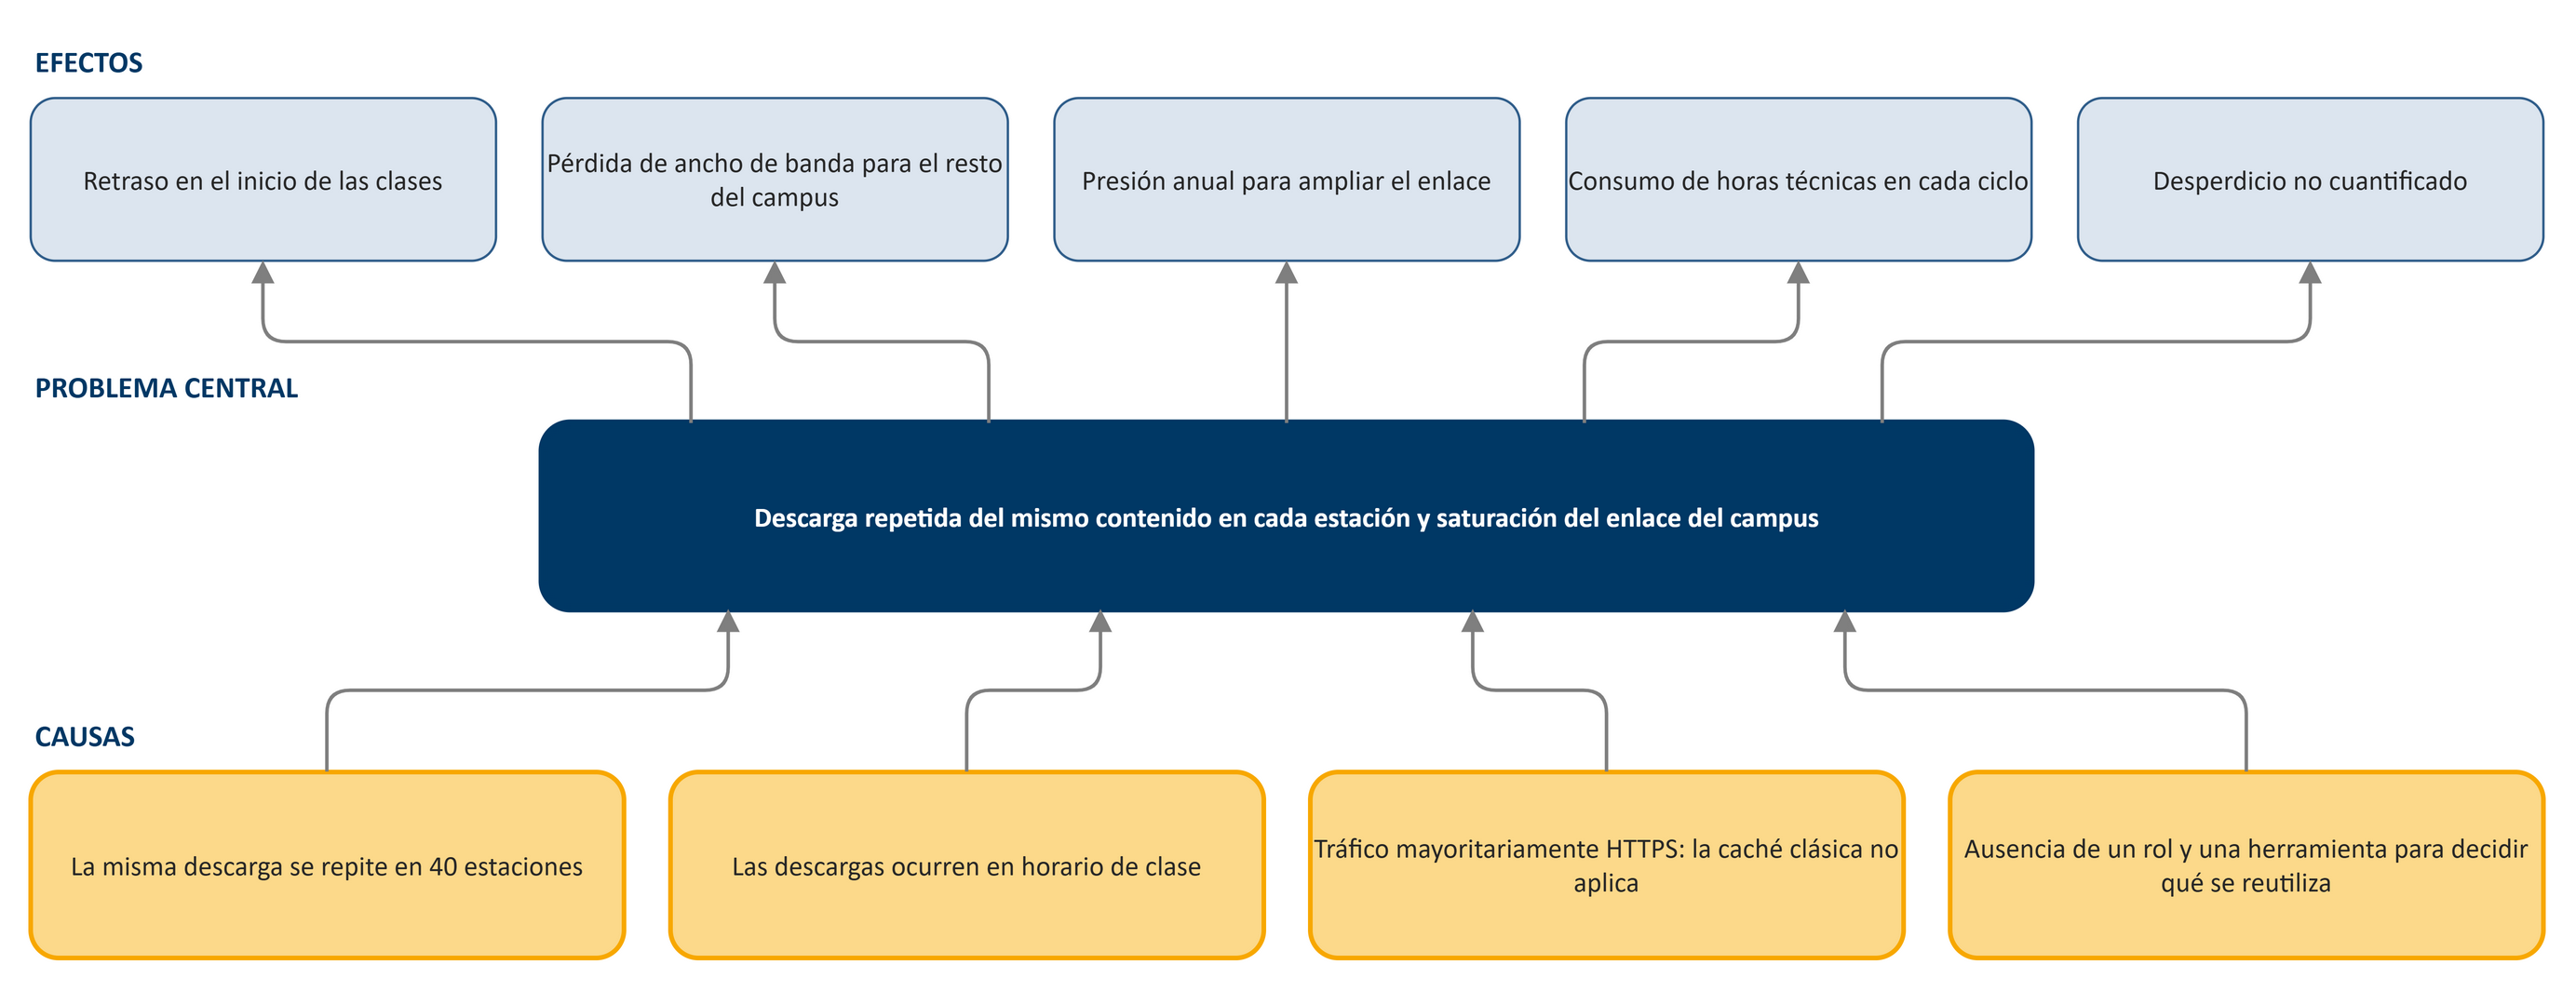 EFECTOS
Retraso en el inicio de las clases
Pérdida de ancho de banda para el resto
del campus
Presión anual para ampliar el enlace
Consumo de horas técnicas en cada ciclo
Desperdicio no cuantificado
PROBLEMA CENTRAL
Descarga repetida del mismo contenido en cada estación y saturación del enlace del campus
CAUSAS
La misma descarga se repite en 40 estaciones
Las descargas ocurren en horario de clase
Tráfico mayoritariamente HTTPS: la caché clásica no
aplica
Ausencia de un rol y una herramienta para decidir
qué se reutiliza